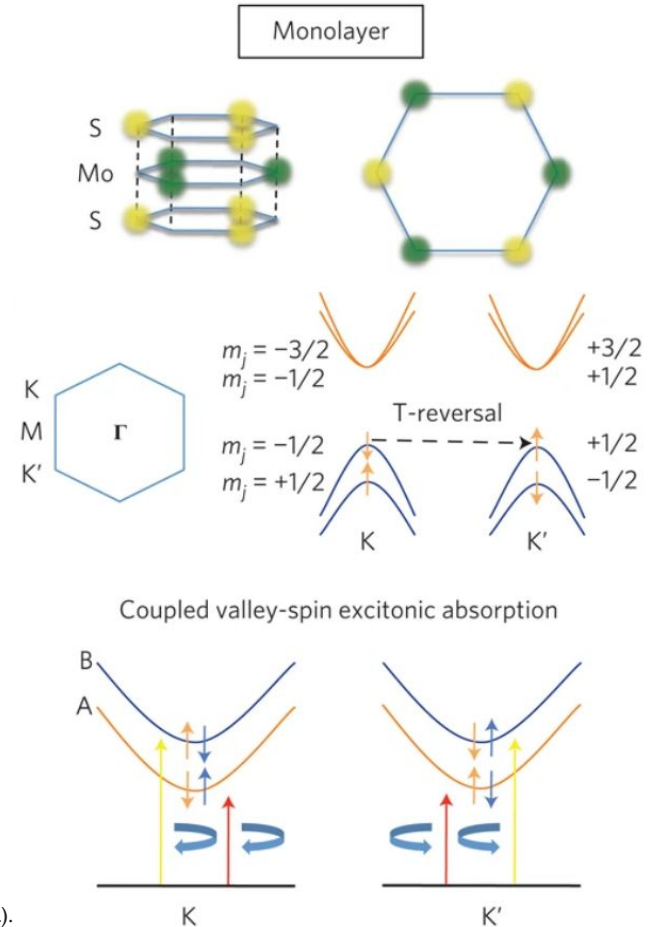 Monolayer
S
Mo
S
K
M
K'
Γ
m_j = −3/2
m_j = −1/2
+3/2
+1/2
T-reversal
m_j = −1/2
m_j = +1/2
+1/2
−1/2
K
K'
Coupled valley-spin excitonic absorption
B
A
K
K'
).